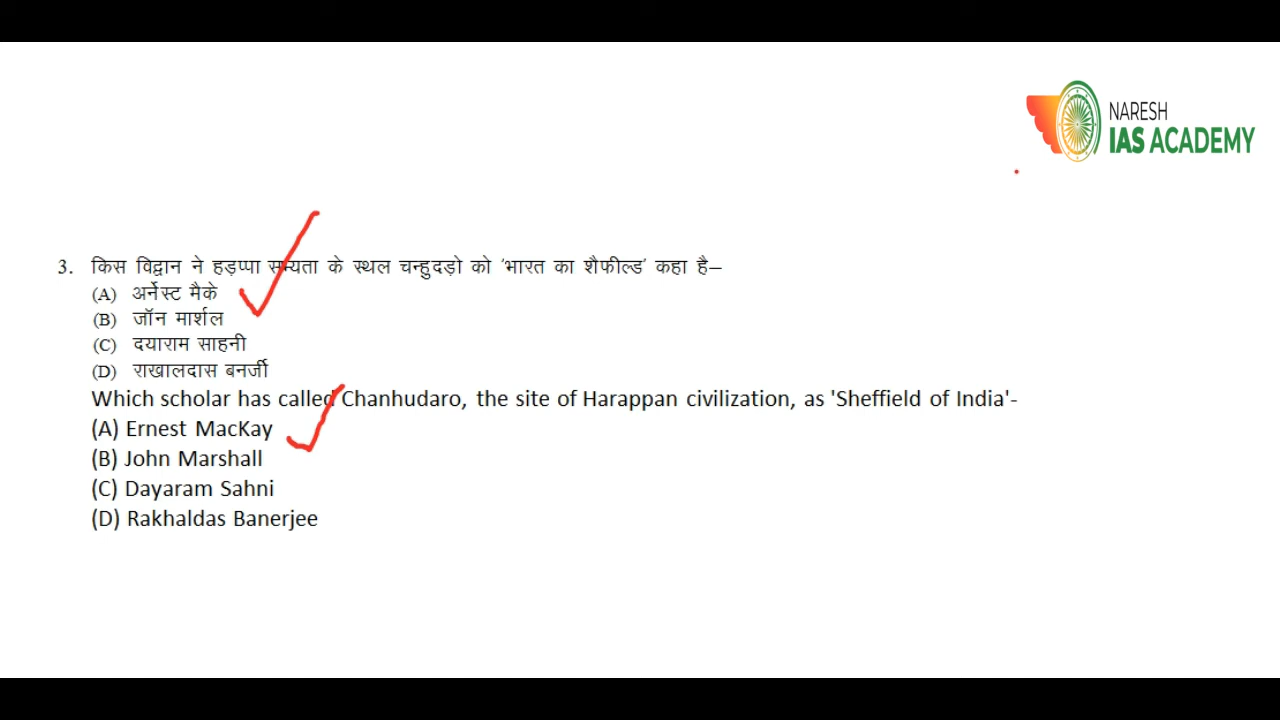 NARESH
IAS ACADEMY
3. किस विद्वान ने हड़प्पा सभ्यता के स्थल चन्हुदड़ो को 'भारत का शैफील्ड' कहा है–
(A) अर्नेस्ट मैके
(B) जॉन मार्शल
(C) दयाराम साहनी
(D) राखालदास बनर्जी
Which scholar has called Chanhudaro, the site of Harappan civilization, as 'Sheffield of India'-
(A) Ernest MacKay
(B) John Marshall
(C) Dayaram Sahni
(D) Rakhaldas Banerjee